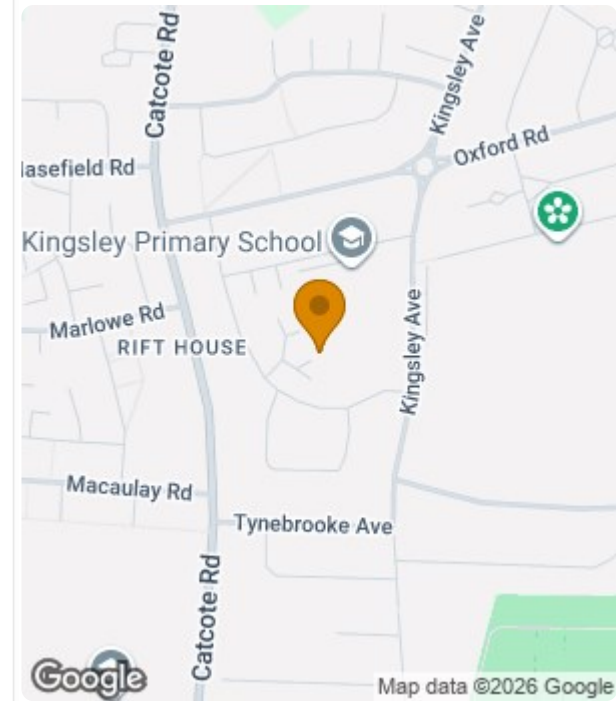 Catcote Rd
Kingsley Ave
Oxford Rd
lasefield Rd
Kingsley Primary School
Marlowe Rd
RIFT HOUSE
Kingsley Ave
Macaulay Rd
Tynebrooke Ave
Catcote Rd
Google
Map data ©2026 Google